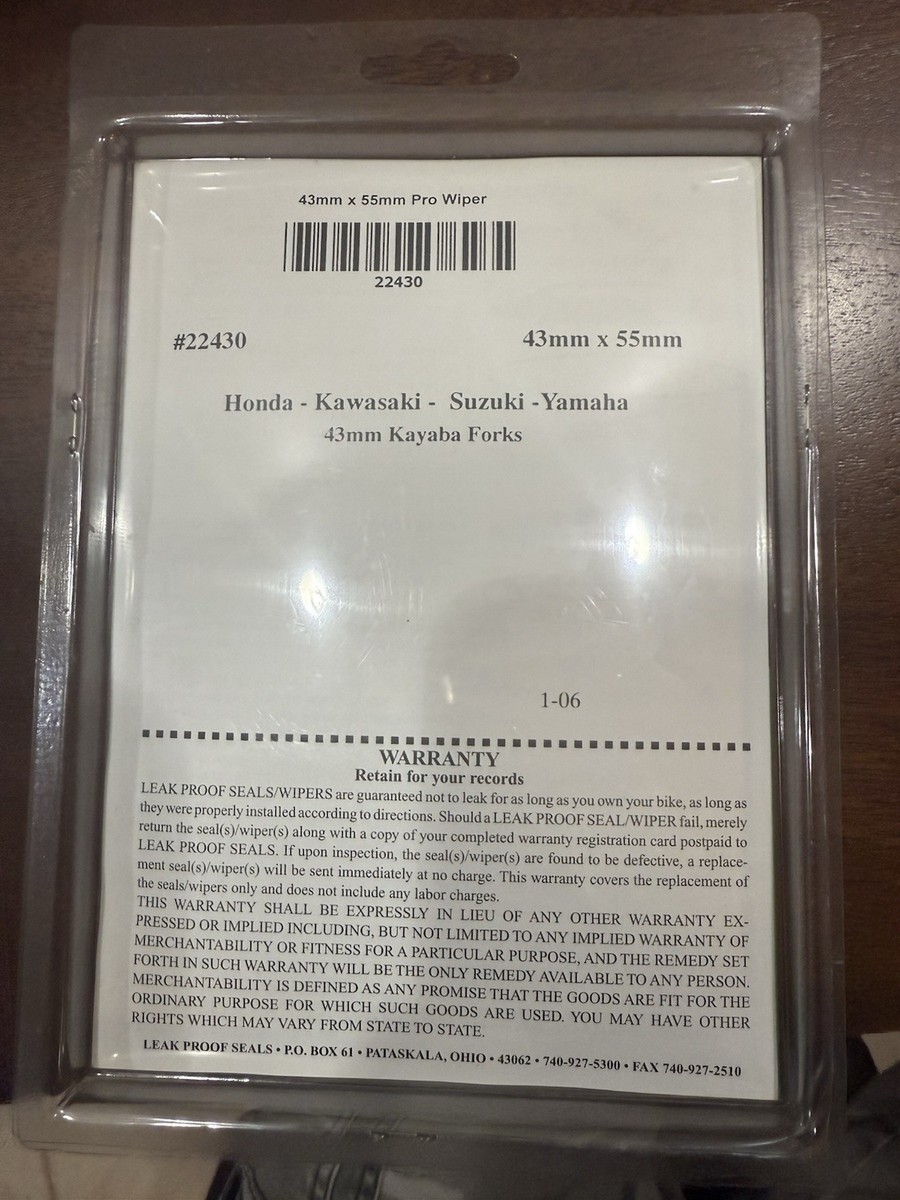 43mm x 55mm Pro Wiper
22430
#22430 43mm x 55mm
Honda - Kawasaki - Suzuki -Yamaha
43mm Kayaba Forks
1-06
WARRANTY
Retain for your records
LEAK PROOF SEALS/WIPERS are guaranteed not to leak for as long as you own your bike, as long as
they were properly installed according to directions. Should a LEAK PROOF SEAL/WIPER fail, merely
return the seal(s)/wiper(s) along with a copy of your completed warranty registration card postpaid to
LEAK PROOF SEALS. If upon inspection, the seal(s)/wiper(s) are found to be defective, a replace-
ment seal(s)/wiper(s) will be sent immediately at no charge. This warranty covers the replacement of
the seals/wipers only and does not include any labor charges.
THIS WARRANTY SHALL BE EXPRESSLY IN LIEU OF ANY OTHER WARRANTY EX-
PRESSED OR IMPLIED INCLUDING, BUT NOT LIMITED TO ANY IMPLIED WARRANTY OF
MERCHANTABILITY OR FITNESS FOR A PARTICULAR PURPOSE, AND THE REMEDY SET
FORTH IN SUCH WARRANTY WILL BE THE ONLY REMEDY AVAILABLE TO ANY PERSON.
MERCHANTABILITY IS DEFINED AS ANY PROMISE THAT THE GOODS ARE FIT FOR THE
ORDINARY PURPOSE FOR WHICH SUCH GOODS ARE USED. YOU MAY HAVE OTHER
RIGHTS WHICH MAY VARY FROM STATE TO STATE.
LEAK PROOF SEALS • P.O. BOX 61 • PATASKALA, OHIO • 43062 • 740-927-5300 • FAX 740-927-2510